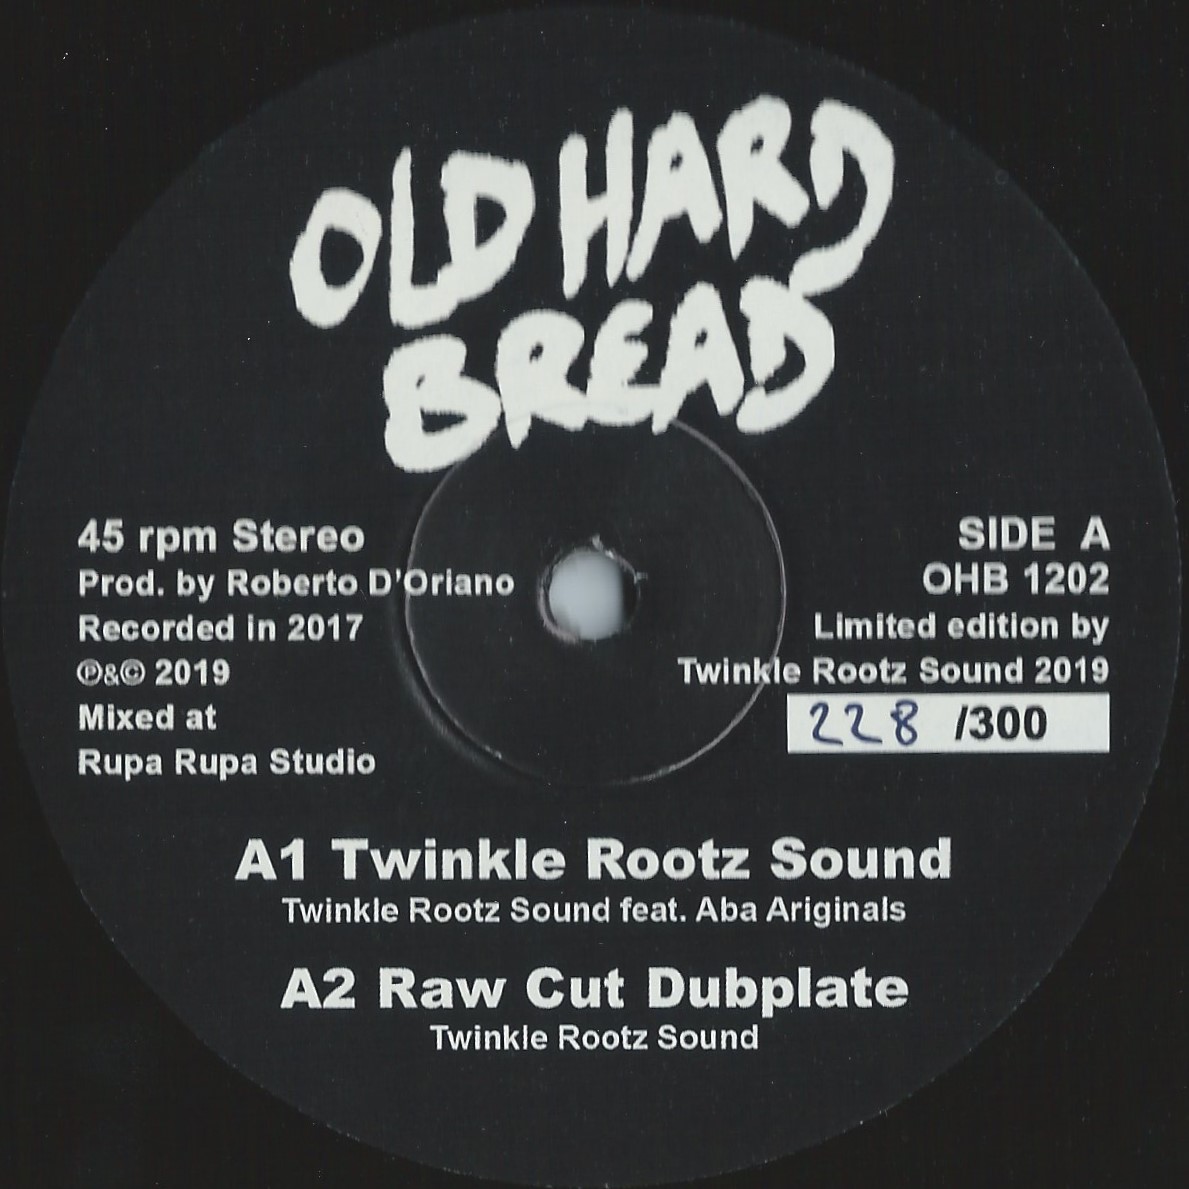 OLD HARD
BREAD
45 rpm Stereo
Prod. by Roberto D'Oriano
Recorded in 2017
℗&© 2019
Mixed at
Rupa Rupa Studio
SIDE A
OHB 1202
Limited edition by
Twinkle Rootz Sound 2019
228 /300
A1 Twinkle Rootz Sound
Twinkle Rootz Sound feat. Aba Ariginals
A2 Raw Cut Dubplate
Twinkle Rootz Sound